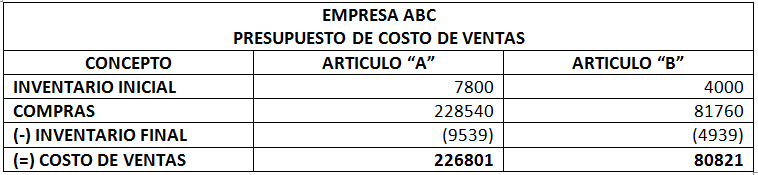 EMPRESA ABC
PRESUPUESTO DE COSTO DE VENTAS
CONCEPTO ARTICULO “A” ARTICULO “B”
INVENTARIO INICIAL 7800 4000
COMPRAS 228540 81760
(-) INVENTARIO FINAL (9539) (4939)
(=) COSTO DE VENTAS 226801 80821